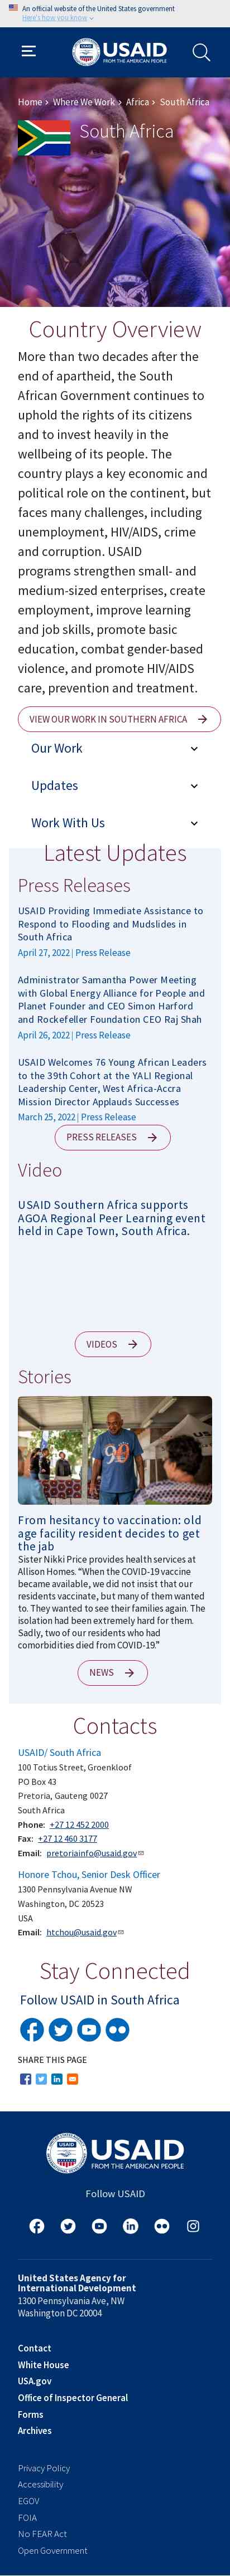 An official website of the United States government
Here's how you know
USAID
FROM THE AMERICAN PEOPLE
Home > Where We Work > Africa > South Africa
South Africa
Country Overview
More than two decades after the
end of apartheid, the South
African Government continues to
uphold the rights of its citizens
and to invest heavily in the
wellbeing of its people. The
country plays a key economic and
political role on the continent, but
faces many challenges, including
unemployment, HIV/AIDS, crime
and corruption. USAID
programs strengthen small- and
medium-sized enterprises, create
employment, improve learning
and job skills, promote basic
education, combat gender-based
violence, and promote HIV/AIDS
care, prevention and treatment.
VIEW OUR WORK IN SOUTHERN AFRICA
Our Work
Updates
Work With Us
Latest Updates
Press Releases
USAID Providing Immediate Assistance to
Respond to Flooding and Mudslides in
South Africa
April 27, 2022 | Press Release
Administrator Samantha Power Meeting
with Global Energy Alliance for People and
Planet Founder and CEO Simon Harford
and Rockefeller Foundation CEO Raj Shah
April 26, 2022 | Press Release
USAID Welcomes 76 Young African Leaders
to the 39th Cohort at the YALI Regional
Leadership Center, West Africa-Accra
Mission Director Applauds Successes
March 25, 2022 | Press Release
PRESS RELEASES
Video
USAID Southern Africa supports
AGOA Regional Peer Learning event
held in Cape Town, South Africa.
VIDEOS
Stories
From hesitancy to vaccination: old
age facility resident decides to get
the jab
Sister Nikki Price provides health services at
Allison Homes. “When the COVID-19 vaccine
became available, we did not insist that our
residents vaccinate, but many of them wanted
to. They wanted to see their families again. The
isolation had been extremely hard for them.
Sadly, two of our residents who had
comorbidities died from COVID-19.”
NEWS
Contacts
USAID/ South Africa
100 Totius Street, Groenkloof
PO Box 43
Pretoria, Gauteng 0027
South Africa
Phone: +27 12 452 2000
Fax: +27 12 460 3177
Email: pretoriainfo@usaid.gov
Honore Tchou, Senior Desk Officer
1300 Pennsylvania Avenue NW
Washington, DC 20523
USA
Email: htchou@usaid.gov
Stay Connected
Follow USAID in South Africa
SHARE THIS PAGE
USAID
FROM THE AMERICAN PEOPLE
Follow USAID
United States Agency for
International Development
1300 Pennsylvania Ave, NW
Washington DC 20004
Contact
White House
USA.gov
Office of Inspector General
Forms
Archives
Privacy Policy
Accessibility
EGOV
FOIA
No FEAR Act
Open Government